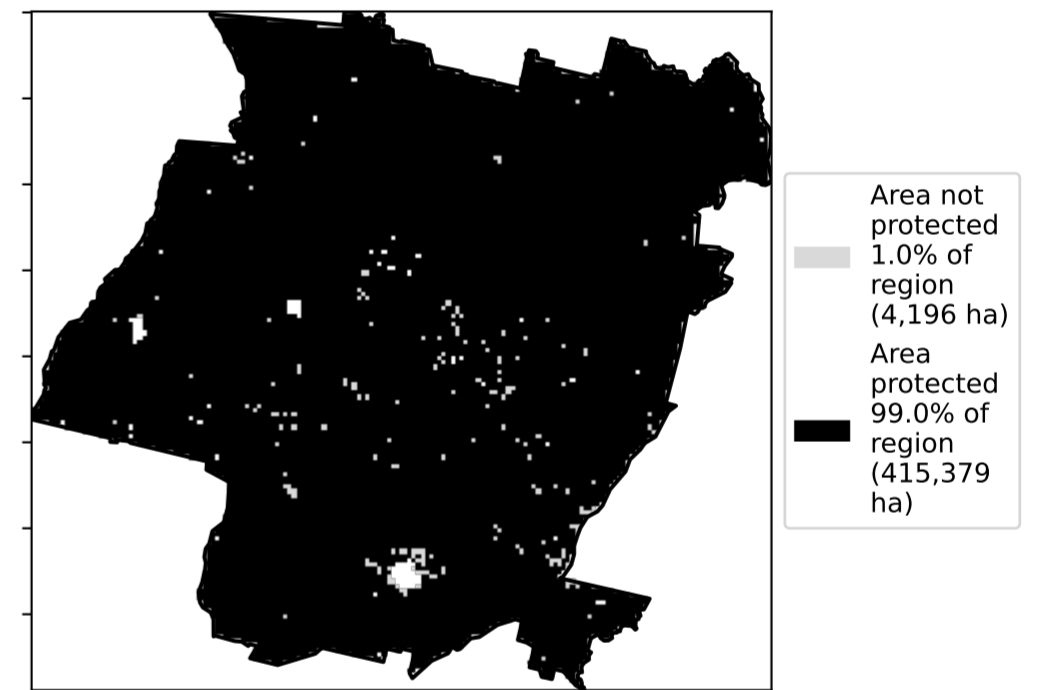 Area not
protected
1.0% of
region
(4,196 ha)
Area
protected
99.0% of
region
(415,379
ha)